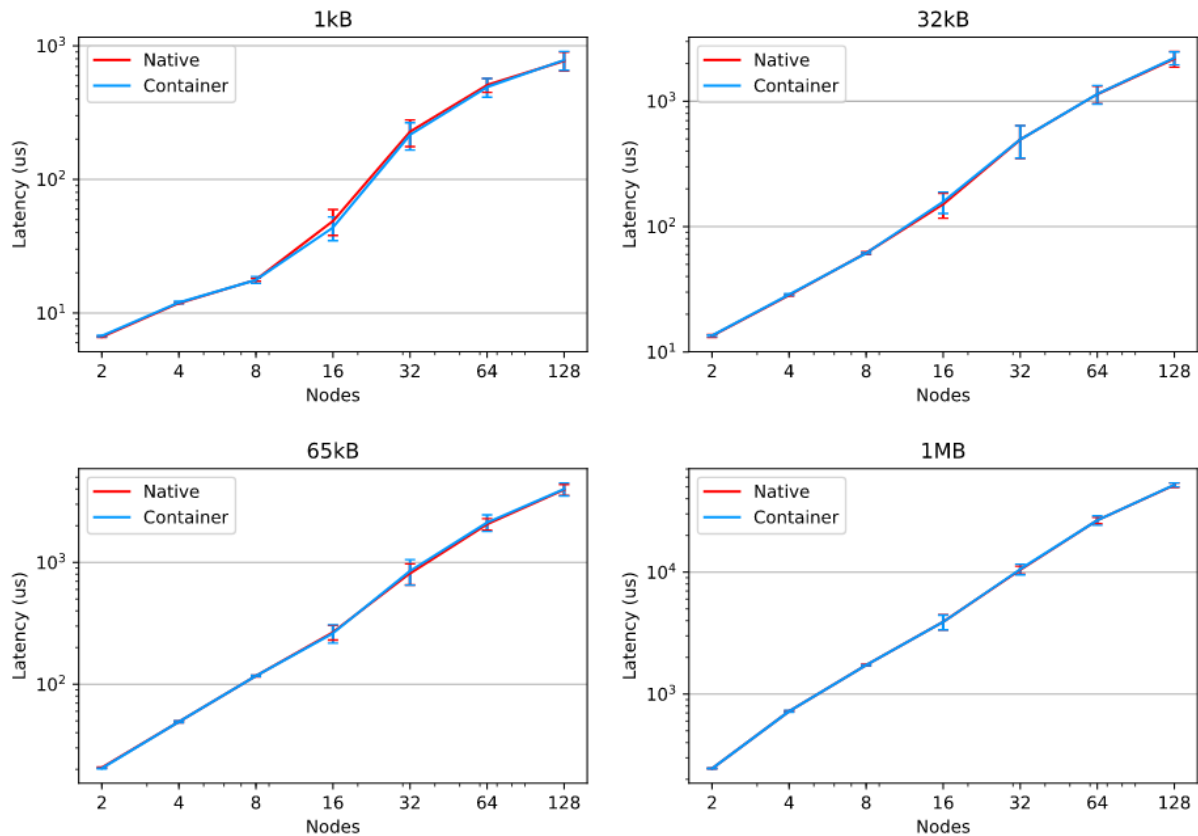 1kB
Latency (us)
10³
10²
10¹
Native
Container
2 4 8 16 32 64 128
Nodes
32kB
Latency (us)
10³
10²
10¹
Native
Container
2 4 8 16 32 64 128
Nodes
65kB
Latency (us)
10³
10²
Native
Container
2 4 8 16 32 64 128
Nodes
1MB
Latency (us)
10⁴
10³
Native
Container
2 4 8 16 32 64 128
Nodes